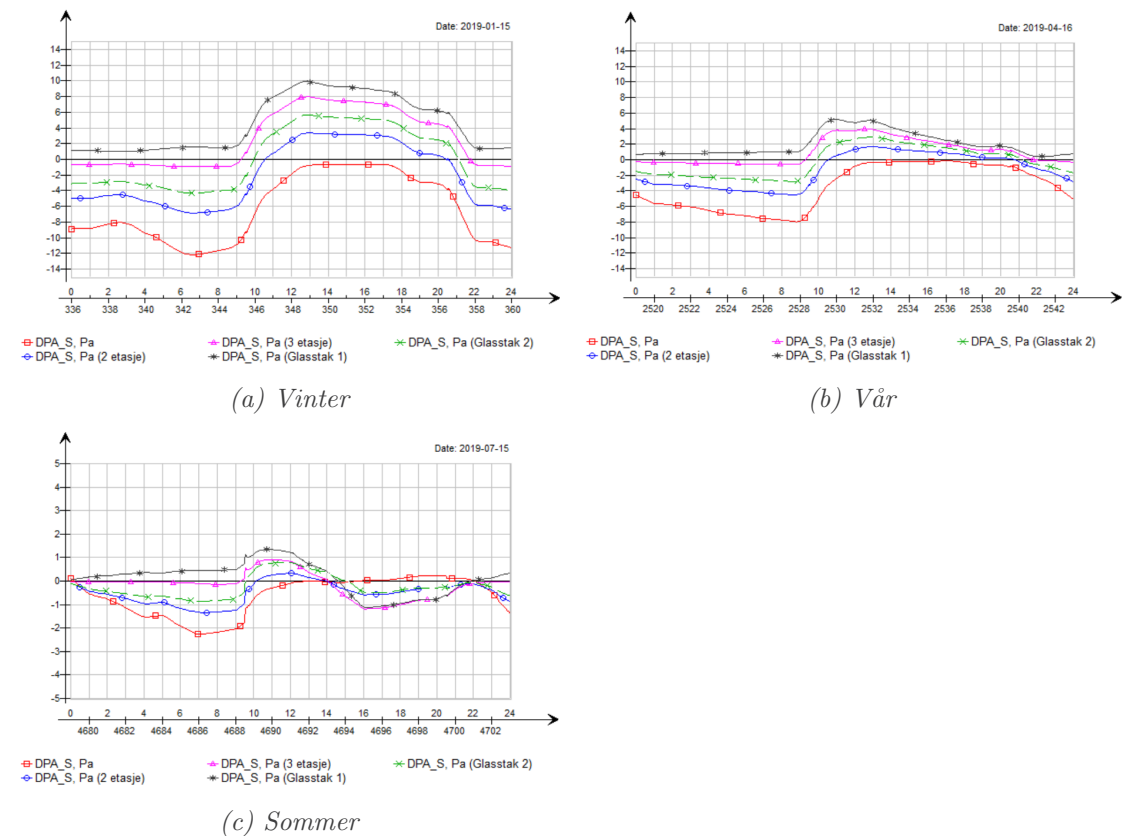 Date: 2019-01-15
14
12
10
8
6
4
2
0
-2
-4
-6
-8
-10
-12
-14
0 2 4 6 8 10 12 14 16 18 20 22 24
336 338 340 342 344 346 348 350 352 354 356 358 360
DPA_S, Pa DPA_S, Pa (3 etasje) DPA_S, Pa (Glasstak 2)
DPA_S, Pa (2 etasje) DPA_S, Pa (Glasstak 1)
(a) Vinter
Date: 2019-04-16
14
12
10
8
6
4
2
0
-2
-4
-6
-8
-10
-12
-14
0 2 4 6 8 10 12 14 16 18 20 22 24
2520 2522 2524 2526 2528 2530 2532 2534 2536 2538 2540 2542
DPA_S, Pa DPA_S, Pa (3 etasje) DPA_S, Pa (Glasstak 2)
DPA_S, Pa (2 etasje) DPA_S, Pa (Glasstak 1)
(b) Vår
Date: 2019-07-15
5
4
3
2
1
0
-1
-2
-3
-4
-5
0 2 4 6 8 10 12 14 16 18 20 22 24
4680 4682 4684 4686 4688 4690 4692 4694 4696 4698 4700 4702
DPA_S, Pa DPA_S, Pa (3 etasje) DPA_S, Pa (Glasstak 2)
DPA_S, Pa (2 etasje) DPA_S, Pa (Glasstak 1)
(c) Sommer